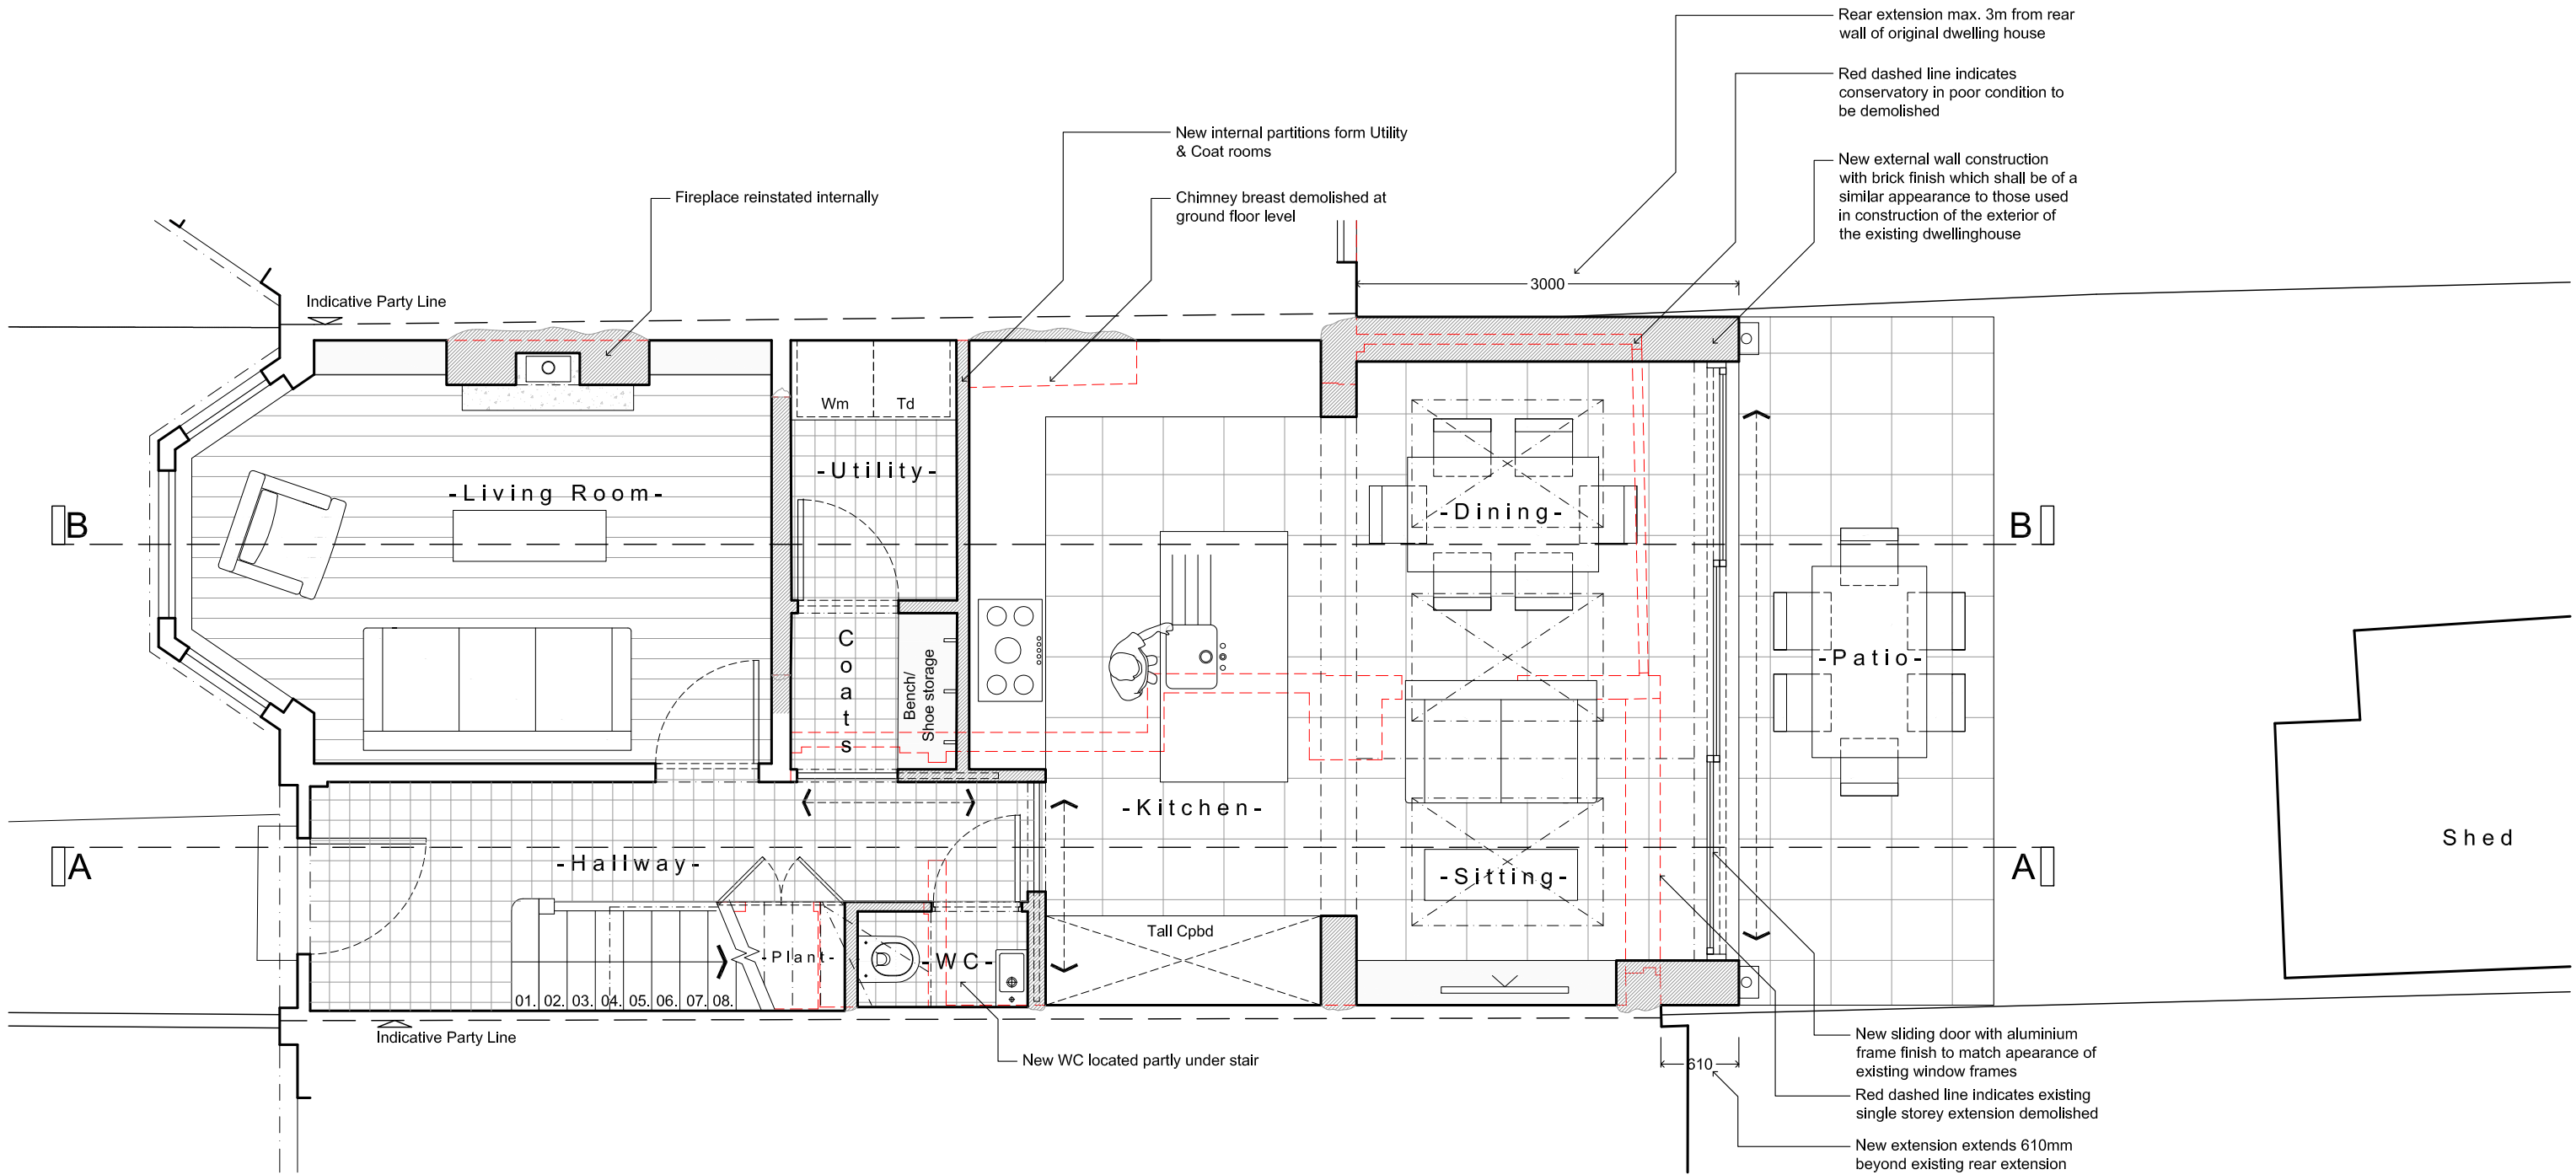 Rear extension max. 3m from rear
wall of original dwelling house
Red dashed line indicates
conservatory in poor condition to
be demolished
New internal partitions form Utility
& Coat rooms
New external wall construction
with brick finish which shall be of a
similar appearance to those used
in construction of the exterior of
the existing dwellinghouse
Fireplace reinstated internally
Chimney breast demolished at
ground floor level
3000
Indicative Party Line
Wm
Td
-Utility-
-Living Room-
-Dining-
B
B
Coats
Bench/
Shoe storage
-Patio-
-Kitchen-
Shed
A
-Hallway-
-Sitting-
A
Tall Cpbd
-Plant-
-WC-
01. 02. 03. 04. 05. 06. 07. 08.
Indicative Party Line
New WC located partly under stair
610
New sliding door with aluminium
frame finish to match apearance of
existing window frames
Red dashed line indicates existing
single storey extension demolished
New extension extends 610mm
beyond existing rear extension